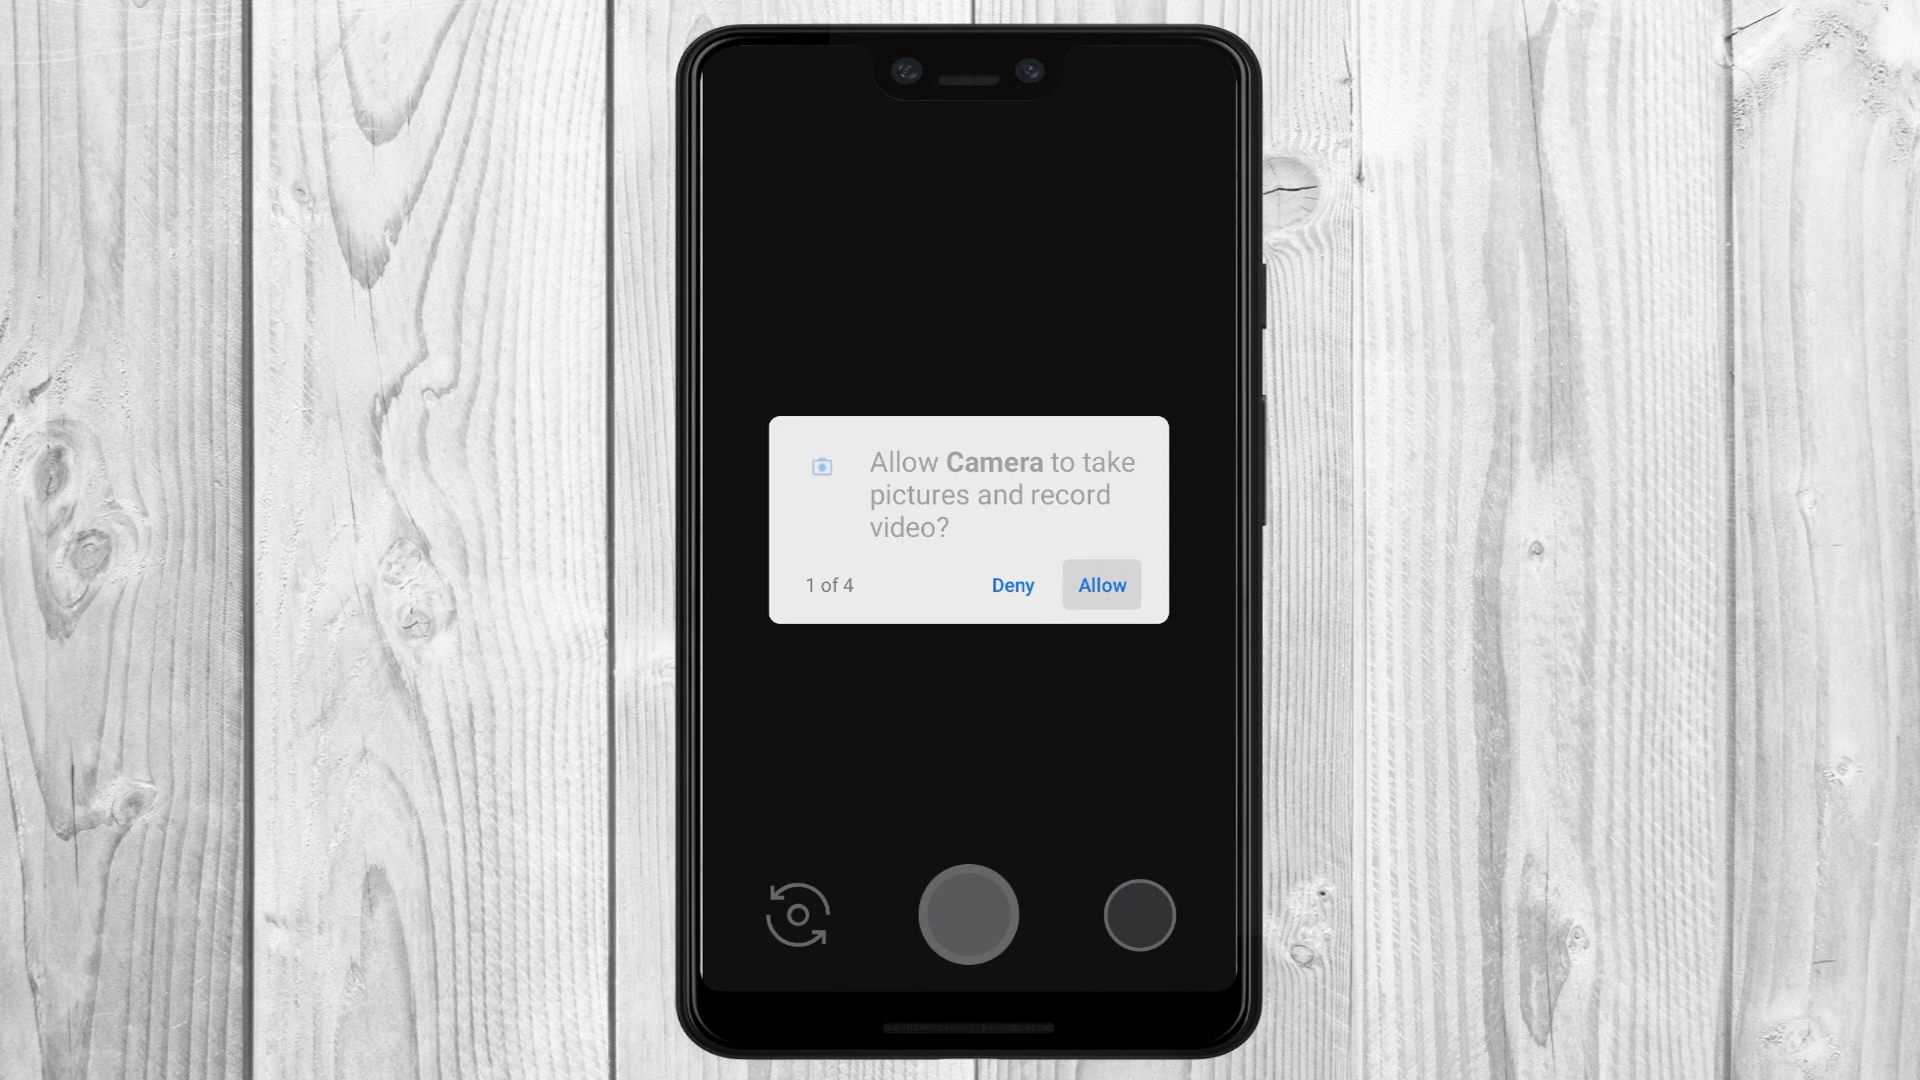 Allow Camera to take
pictures and record
video?
1 of 4 Deny Allow